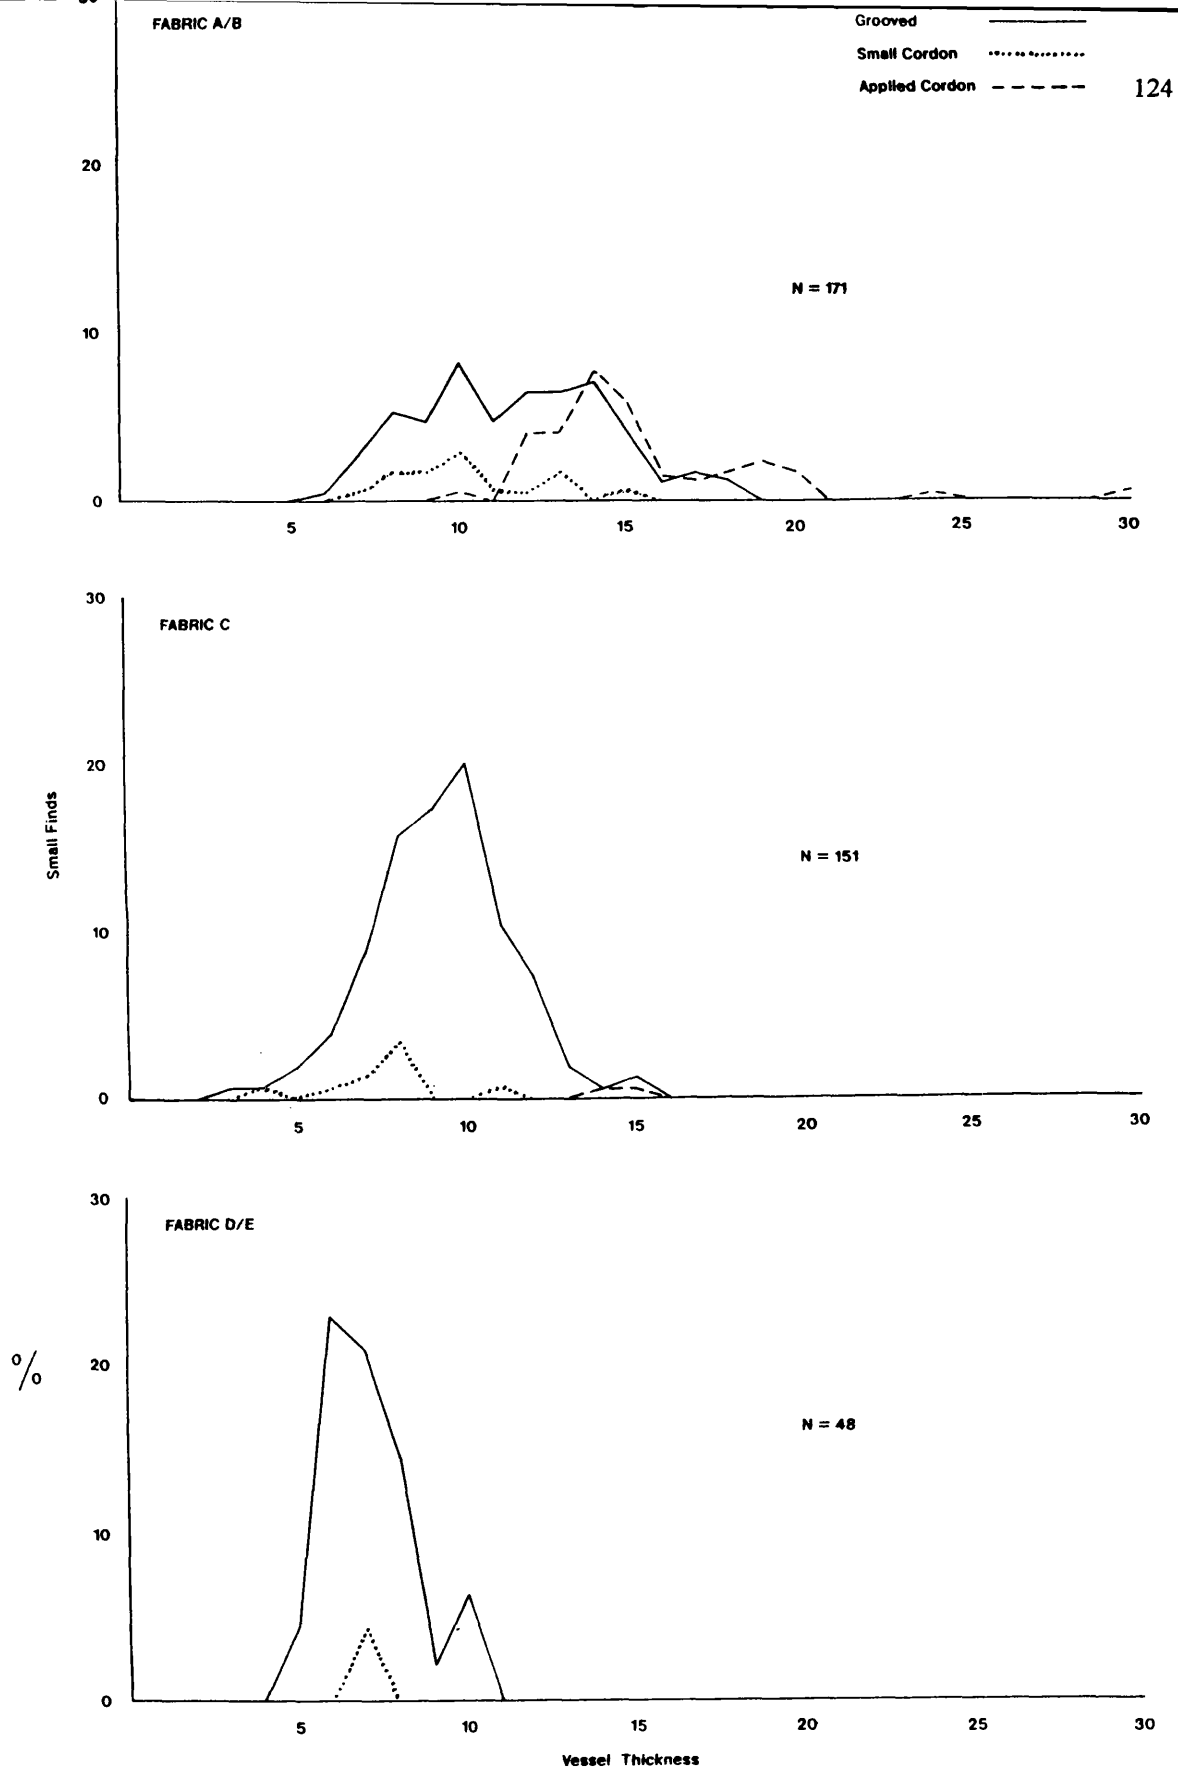 30
FABRIC A/B
Grooved
Small Cordon
Applied Cordon
124
20
N = 171
10
0
5 10 15 20 25 30
30
FABRIC C
20
Small Finds
N = 151
10
0
5 10 15 20 25 30
30
FABRIC D/E
%
20
N = 48
10
0
5 10 15 20 25 30
Vessel Thickness